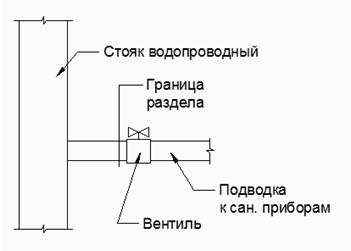 Стояк водопроводный
Граница
раздела
Подводка
к сан. приборам
Вентиль